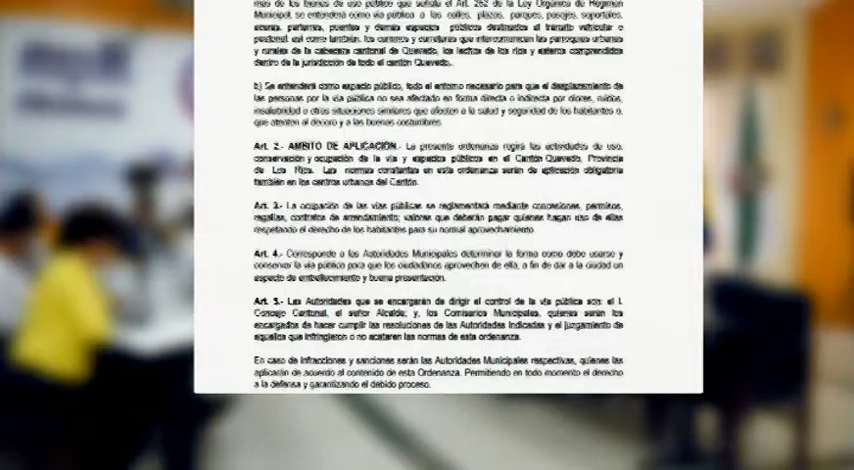 más de los bienes de uso público que señala el Art. 252 de la Ley Orgánica de Régimen
Municipal, se entenderá como vía pública a las calles, plazas, parques, pasajes, soportales,
aceras, parterres, puentes y demás espacios públicos destinados al tránsito vehicular o
peatonal; así como también, los caminos y carreteras que intercomunican las parroquias urbanas
y rurales de la cabecera cantonal de Quevedo, los lechos de los ríos y esteros comprendidos
dentro de la jurisdicción de todo el cantón Quevedo.
b) Se entenderá como espacio público, todo el entorno necesario para que el desplazamiento de
las personas por la vía pública no sea afectado en forma directa o indirecta por olores, ruidos,
insalubridad u otras situaciones similares que afecten a la salud y seguridad de los habitantes o,
que atenten al decoro y a las buenas costumbres.
Art. 2.- AMBITO DE APLICACIÓN.- La presente ordenanza regirá las actividades de uso,
conservación y ocupación de la vía y espacios públicos en el Cantón Quevedo, Provincia
de Los Ríos. Las normas constantes en esta ordenanza serán de aplicación obligatoria
también en los centros urbanos del Cantón.
Art. 3.- La ocupación de las vías públicas se reglamentará mediante concesiones, permisos,
regalías, contratos de arrendamiento; valores que deberán pagar quienes hagan uso de ellas
respetando el derecho de los habitantes para su normal aprovechamiento.
Art. 4.- Corresponde a las Autoridades Municipales determinar la forma como debe usarse y
conservar la vía pública para que los ciudadanos aprovechen de ella, a fin de dar a la ciudad un
aspecto de embellecimiento y buena presentación.
Art. 5.- Las Autoridades que se encargarán de dirigir el control de la vía pública son: el I.
Concejo Cantonal, el señor Alcalde; y, los Comisarios Municipales, quienes serán los
encargados de hacer cumplir las resoluciones de las Autoridades indicadas y el juzgamiento de
aquellos que infringieron o no acataren las normas de esta ordenanza.
En caso de infracciones y sanciones serán las Autoridades Municipales respectivas, quienes las
aplicarán de acuerdo al contenido de esta Ordenanza. Permitiendo en todo momento el derecho
a la defensa y garantizando el debido proceso.